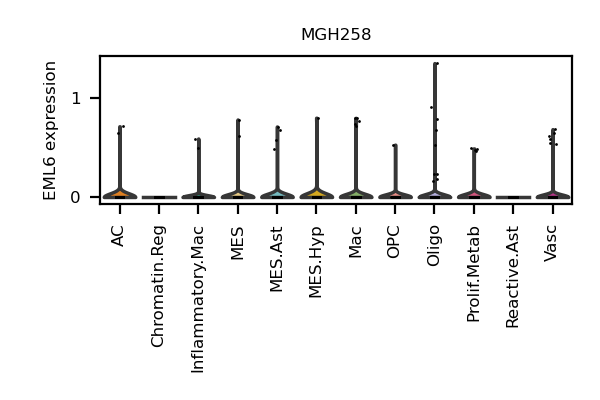 MGH258
EML6 expression
1
0
AC
Chromatin.Reg
Inflammatory.Mac
MES
MES.Ast
MES.Hyp
Mac
OPC
Oligo
Prolif.Metab
Reactive.Ast
Vasc